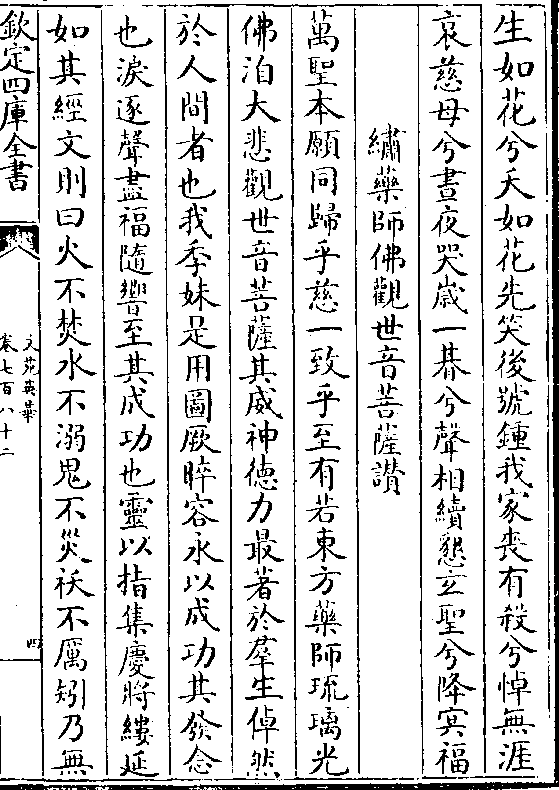 生如花兮夭如花先笑後號鍾我家喪有殺兮悼無涯
哀慈母兮晝夜哭歳一朞兮聲相續懇立聖兮降㝠福
繡藥師佛觀世音菩薩讃
萬聖本願同歸乎慈一致乎至有若東方藥師琉璃光
佛洎大悲觀世音菩薩其威神德力最著於羣生倬然
於人間者也我季妹是用圖厥睟容永以成功其發念
也淚逐聲盡福隨響至其成功也靈以指集慶將縷延
如其經文則曰火不焚水不溺鬼不災祅不厲矧乃無
欽定四庫全書
文苑英華
卷七百八十二
四